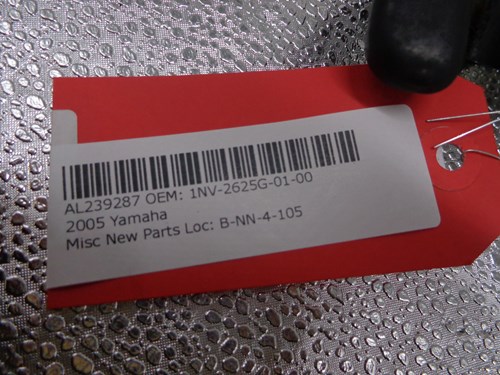 AL239287 OEM: 1NV-2625G-01-00
2005 Yamaha
Misc New Parts Loc: B-NN-4-105